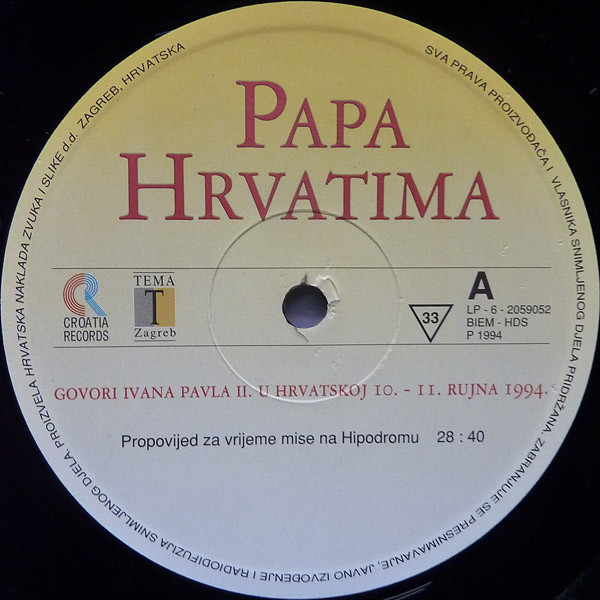 PAPA
HRVATIMA
CROATIA
RECORDS
TEMA
T
Zagreb
33
A
LP - 6 - 2059052
BIEM - HDS
P 1994
GOVORI IVANA PAVLA II. U HRVATSKOJ 10. - 11. RUJNA 1994.
Propovijed za vrijeme mise na Hipodromu 28 : 40
SVA PRAVA PROIZVOĐAČA I VLASNIKA SNIMLJENOG DJELA PRIDRŽANA. ZABRANJUJE SE PRESNIMAVANJE, JAVNO IZVOĐENJE I RADIODIFUZIJA SNIMLJENOG DJELA. PROIZVELA HRVATSKA NAKLADA ZVUKA I SLIKE d.d. ZAGREB, HRVATSKA